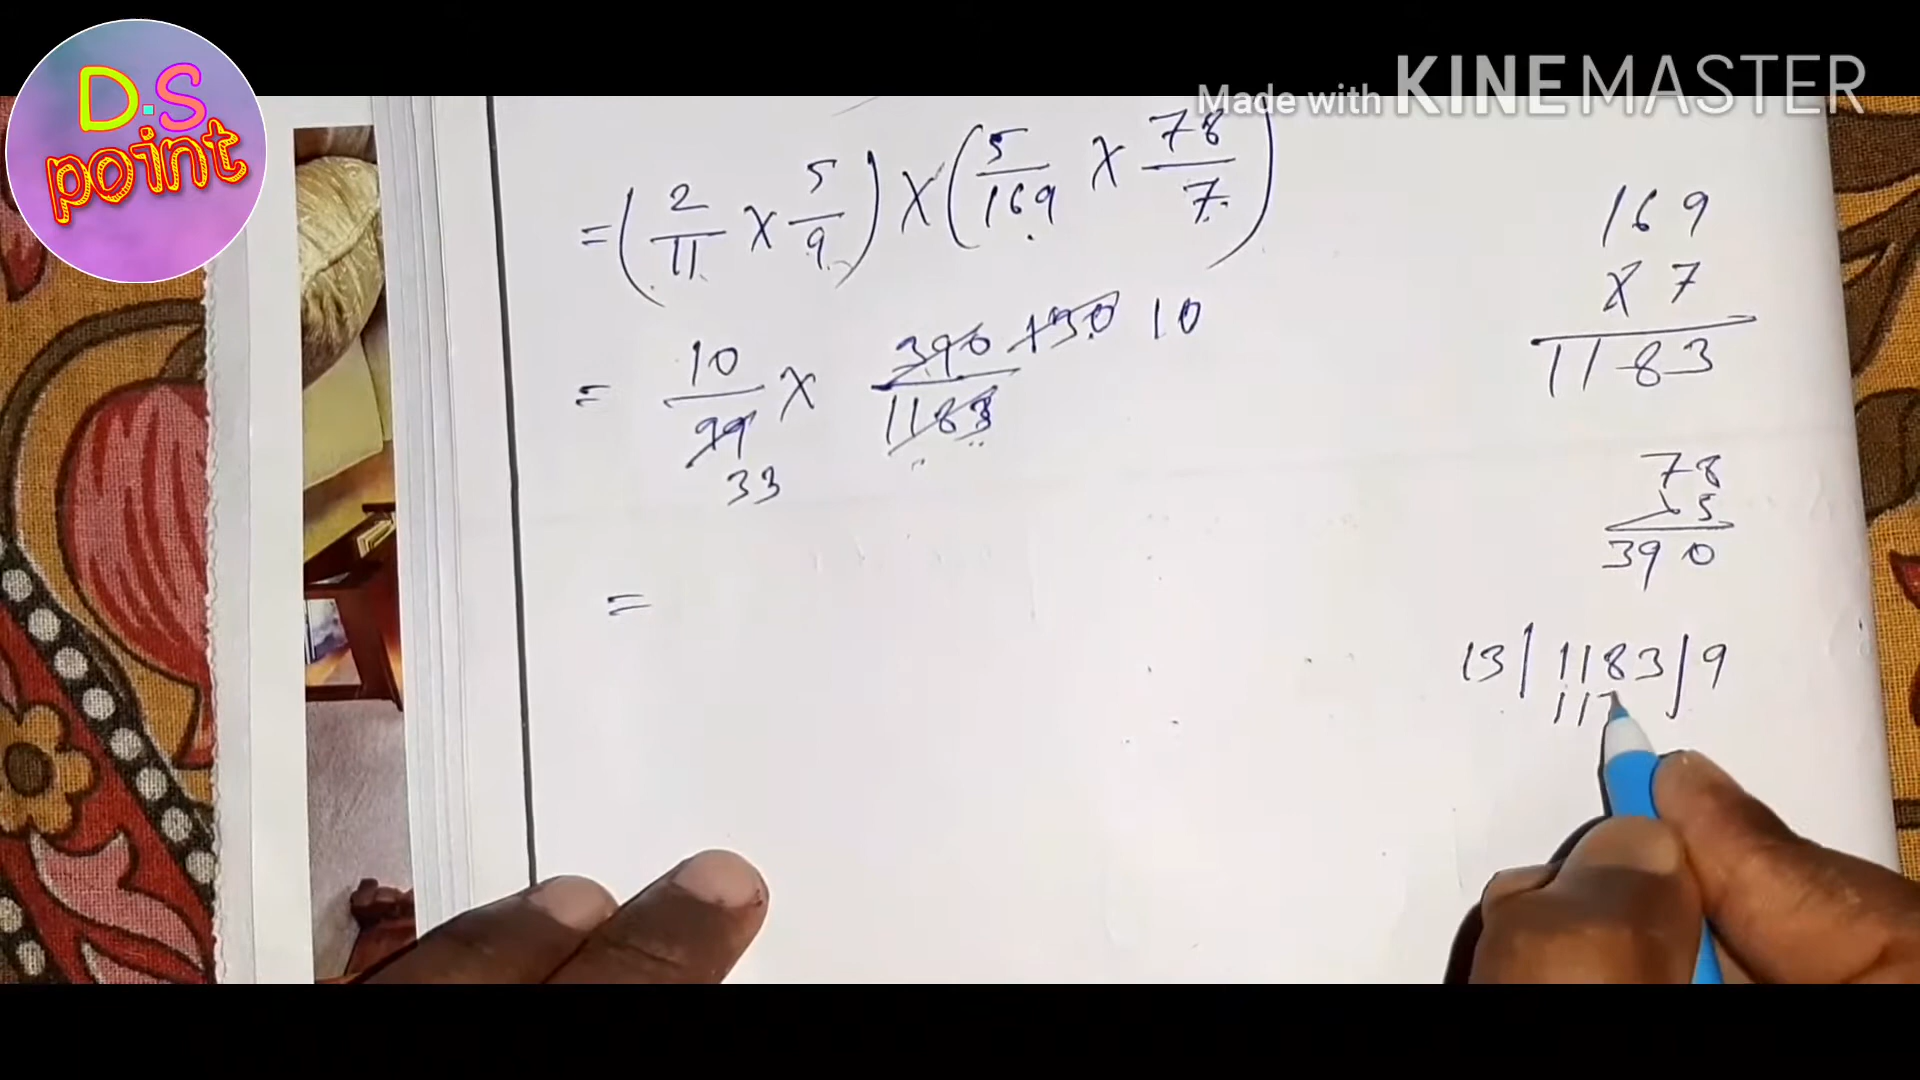 D.S
point
Made with KINEMASTER
= (2/11 × 5/9) × (5/169 × 78/7)
= 10/99 × 390/1183 130 10
33
=
169
× 7
1183
78
× 5
390
13 | 1183 | 9
117